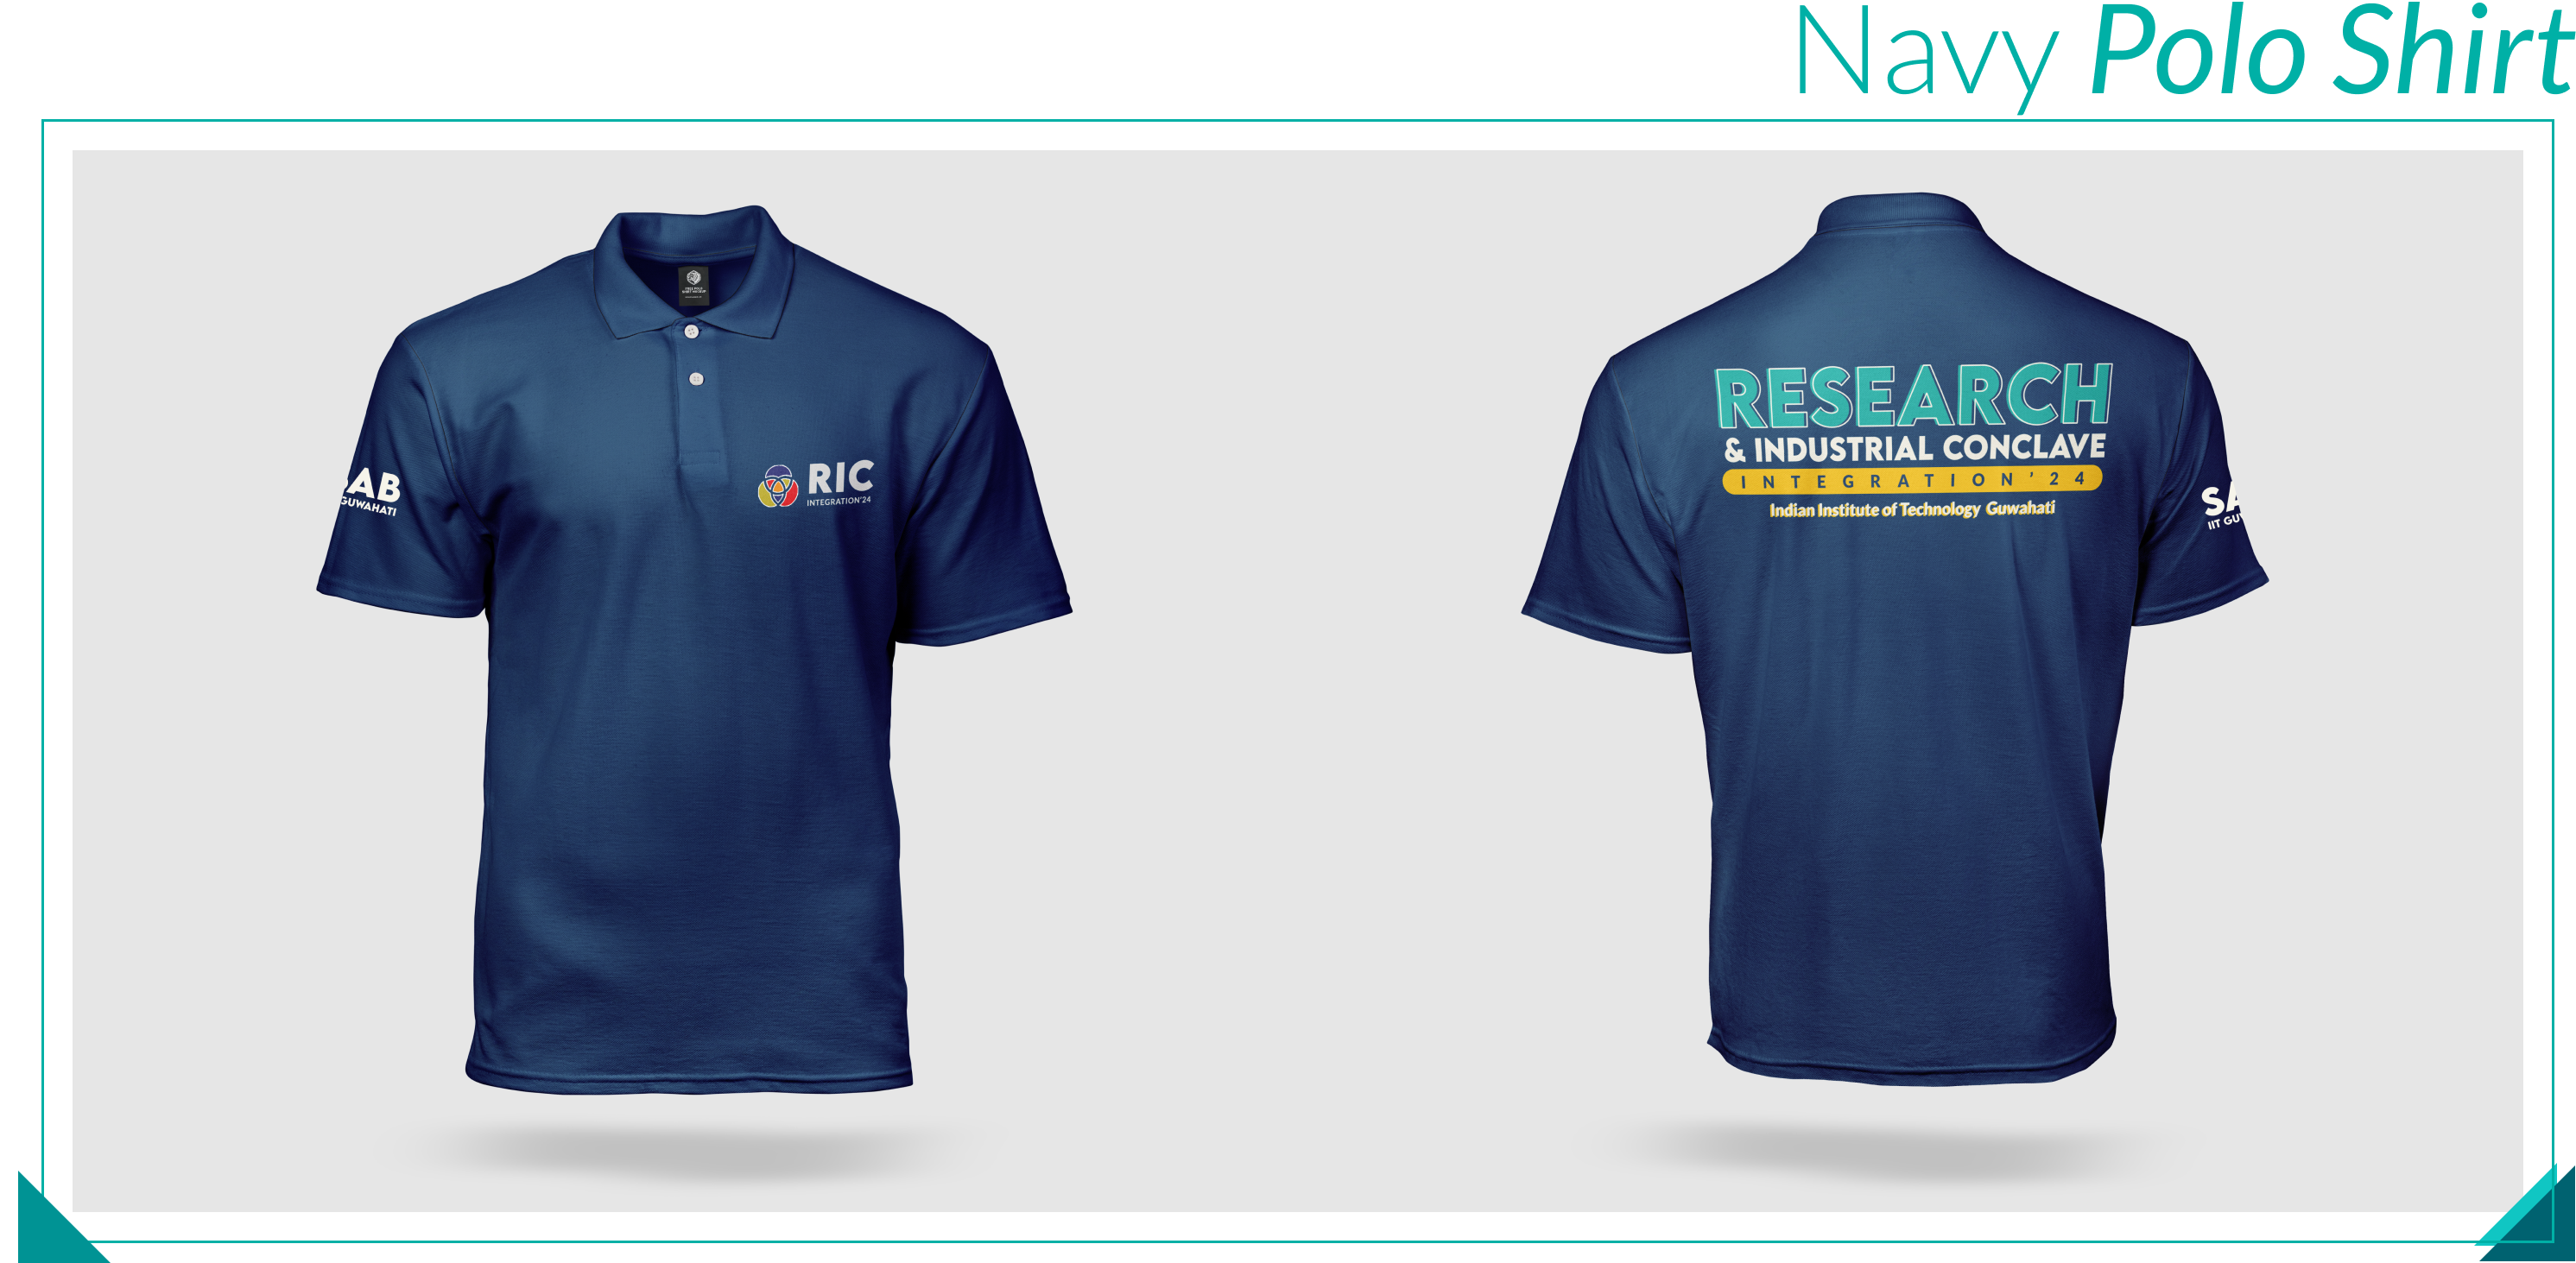 Navy Polo Shirt
AB
GUWAHATI
RIC
INTEGRATION'24
RESEARCH
& INDUSTRIAL CONCLAVE
INTEGRATION'24
Indian Institute of Technology Guwahati
SA
IIT GU